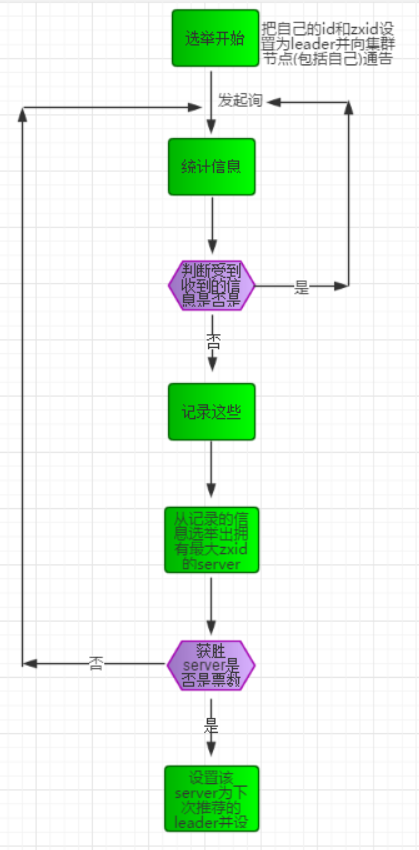 选举开始
把自己的id和zxid设
置为leader并向集群
节点(包括自己)通告
发起询
统计信息
判断受到
收到的信
息是否是
是
否
记录这些
从记录的信
息选举出拥
有最大zxid
的server
获胜
server是
否是票数
否
是
设置该
server为下
次推荐的
leader并设